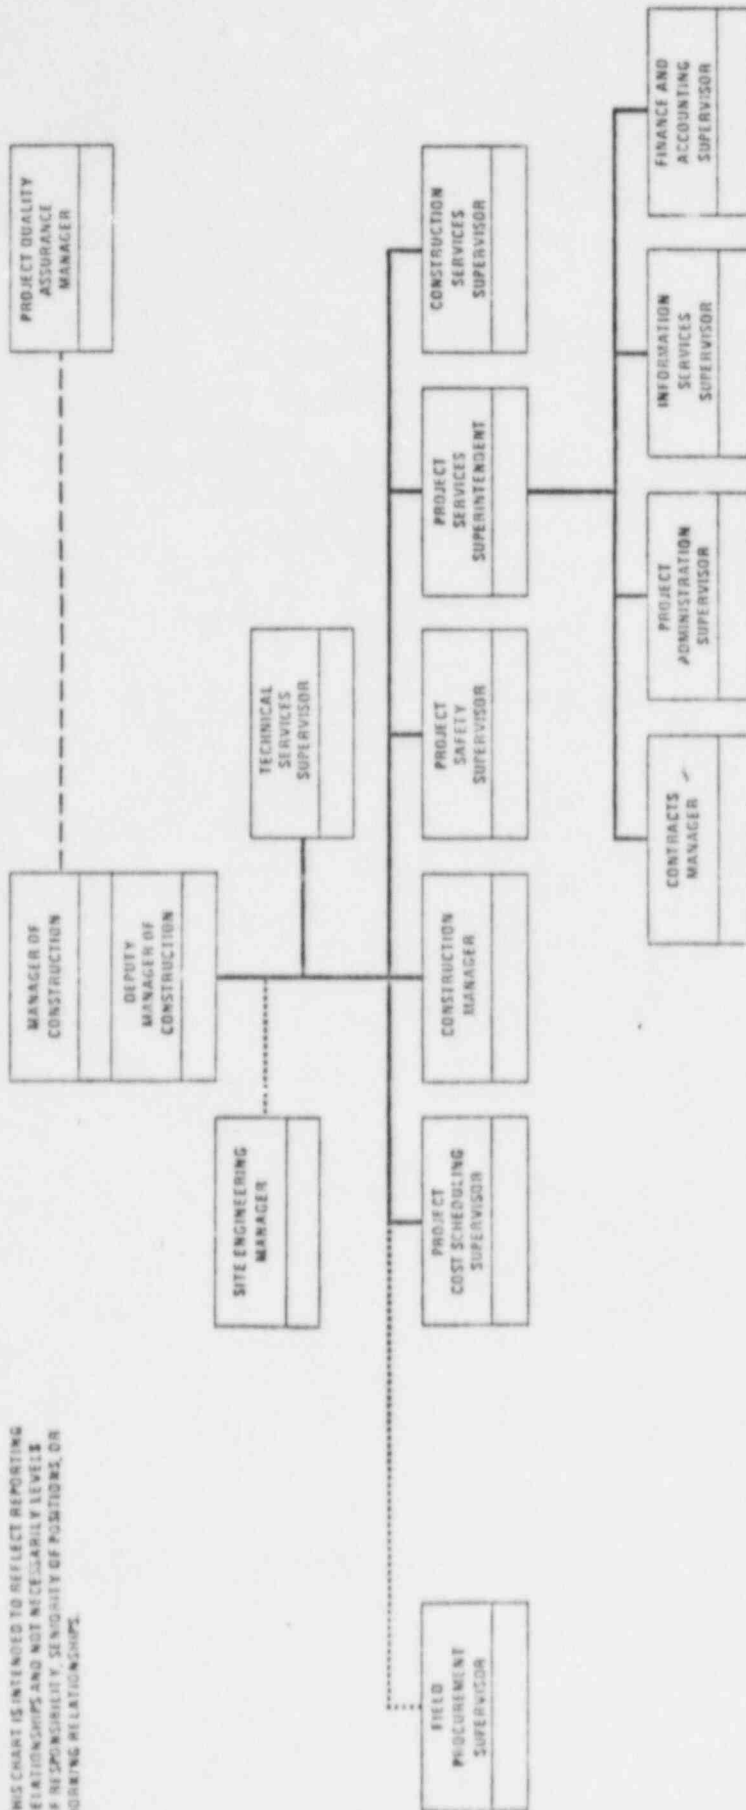 HIS CHART IS INTENDED TO REFLECT REPORTING
ELATIONSHIPS AND NOT NECESSARILY LEVELS
F RESPONSIBILITY, SENIORITY OF POSITIONS, OR
ORKING RELATIONSHIPS.
MANAGER OF
CONSTRUCTION
DEPUTY
MANAGER OF
CONSTRUCTION
PROJECT QUALITY
ASSURANCE
MANAGER
SITE ENGINEERING
MANAGER
TECHNICAL
SERVICES
SUPERVISOR
FIELD
PROCUREMENT
SUPERVISOR
PROJECT
COST SCHEDULING
SUPERVISOR
CONSTRUCTION
MANAGER
PROJECT
SAFETY
SUPERVISOR
PROJECT
SERVICES
SUPERINTENDENT
CONSTRUCTION
SERVICES
SUPERVISOR
CONTRACTS
MANAGER
PROJECT
ADMINISTRATION
SUPERVISOR
INFORMATION
SERVICES
SUPERVISOR
FINANCE AND
ACCOUNTING
SUPERVISOR